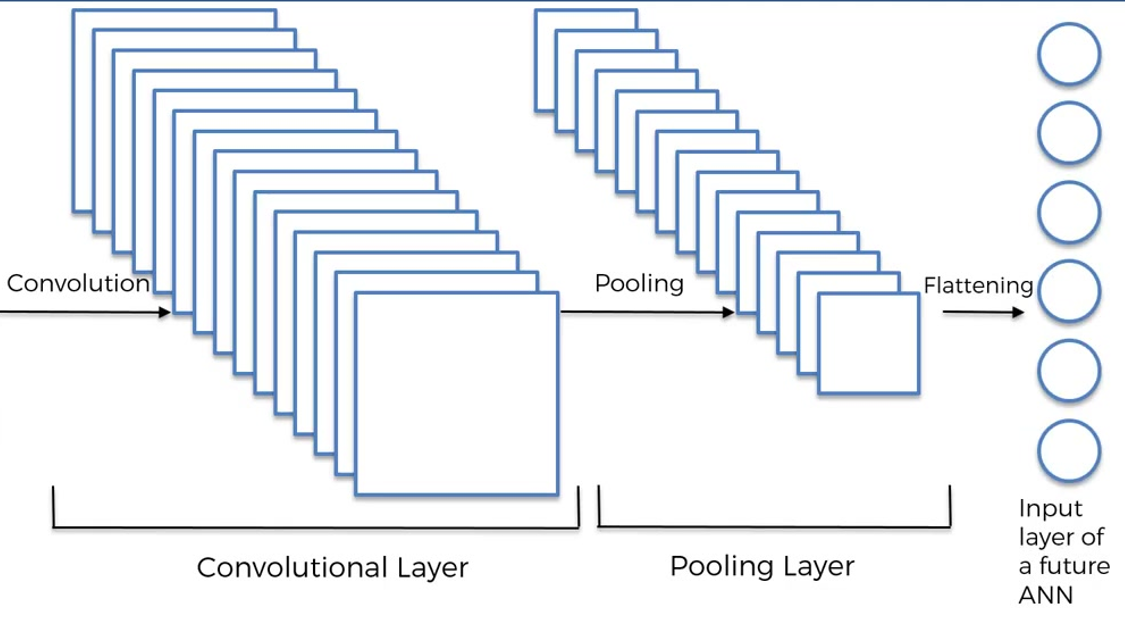 Convolution
Pooling
Flattening
Convolutional Layer
Pooling Layer
Input
layer of
a future
ANN